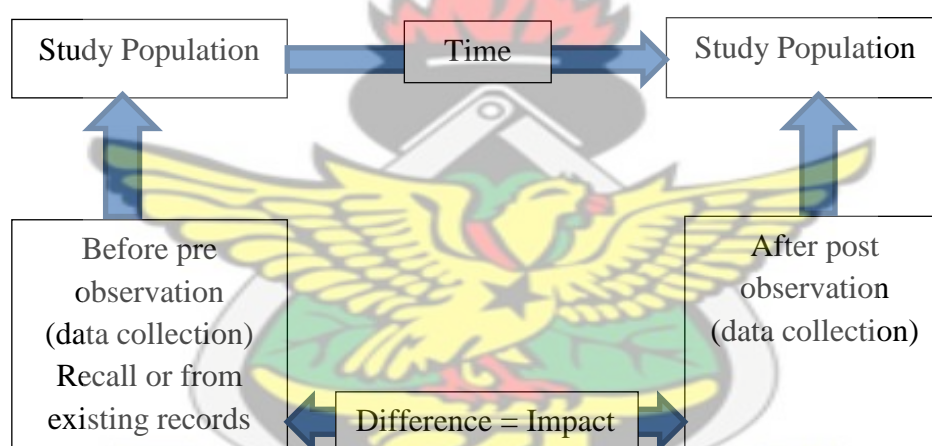 Study Population
Time
Study Population
Before pre
observation
(data collection)
Recall or from
existing records
After post
observation
(data collection)
Difference = Impact